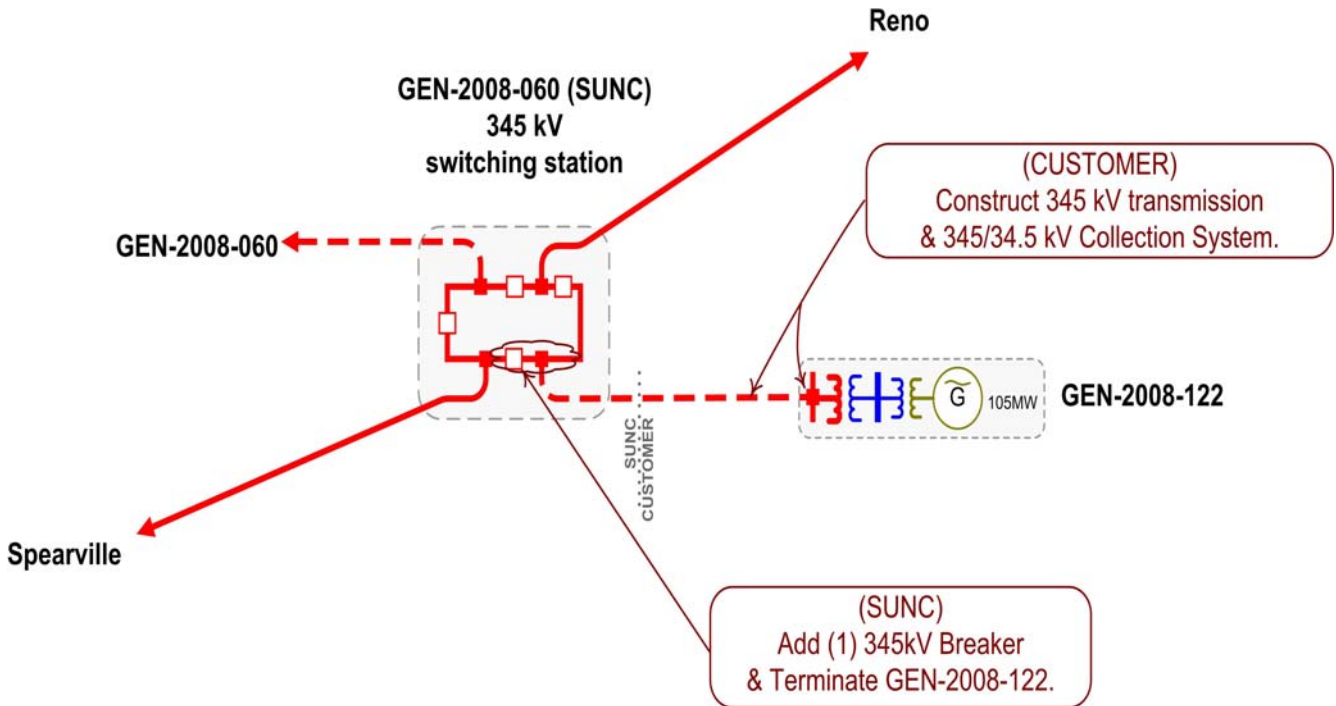 Reno
GEN-2008-060 (SUNC)
345 kV
switching station
(CUSTOMER)
Construct 345 kV transmission
& 345/34.5 kV Collection System.
GEN-2008-060
G
105MW
GEN-2008-122
SUNC
CUSTOMER
Spearville
(SUNC)
Add (1) 345kV Breaker
& Terminate GEN-2008-122.